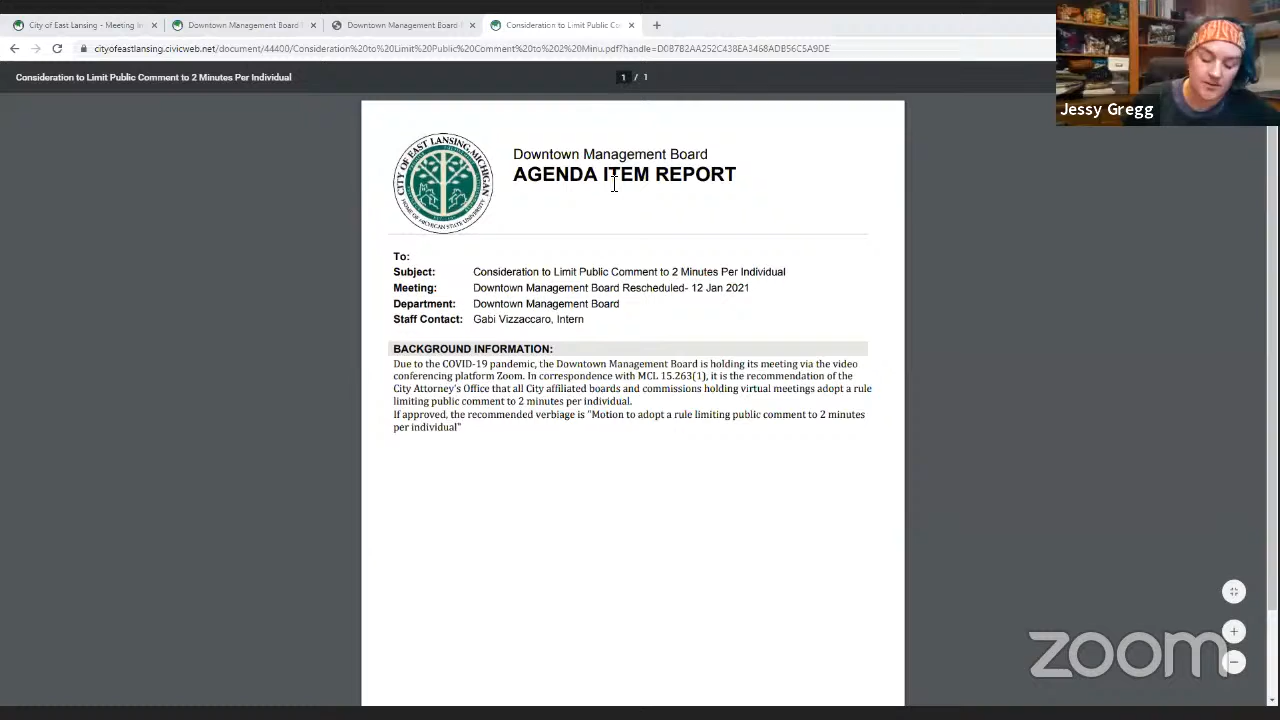 City of East Lansing - Meeting In
Downtown Management Board
Downtown Management Board
Consideration to Limit Public Co
cityofeastlansing.civicweb.net/document/44400/Consideration%20to%20Limit%20Public%20Comment%20to%202%20Minu.pdf?handle=D087B2AA252C438EA3468ADB56C5A9DE
Consideration to Limit Public Comment to 2 Minutes Per Individual
1 / 1
Jessy Gregg
CITY OF EAST LANSING, MICHIGAN
HOME OF MICHIGAN STATE UNIVERSITY
Downtown Management Board
AGENDA ITEM REPORT
To:
Subject: Consideration to Limit Public Comment to 2 Minutes Per Individual
Meeting: Downtown Management Board Rescheduled- 12 Jan 2021
Department: Downtown Management Board
Staff Contact: Gabi Vizzaccaro, Intern
BACKGROUND INFORMATION:
Due to the COVID-19 pandemic, the Downtown Management Board is holding its meeting via the video
conferencing platform Zoom. In correspondence with MCL 15.263(1), it is the recommendation of the
City Attorney's Office that all City affiliated boards and commissions holding virtual meetings adopt a rule
limiting public comment to 2 minutes per individual.
If approved, the recommended verbiage is "Motion to adopt a rule limiting public comment to 2 minutes
per individual"
zoom